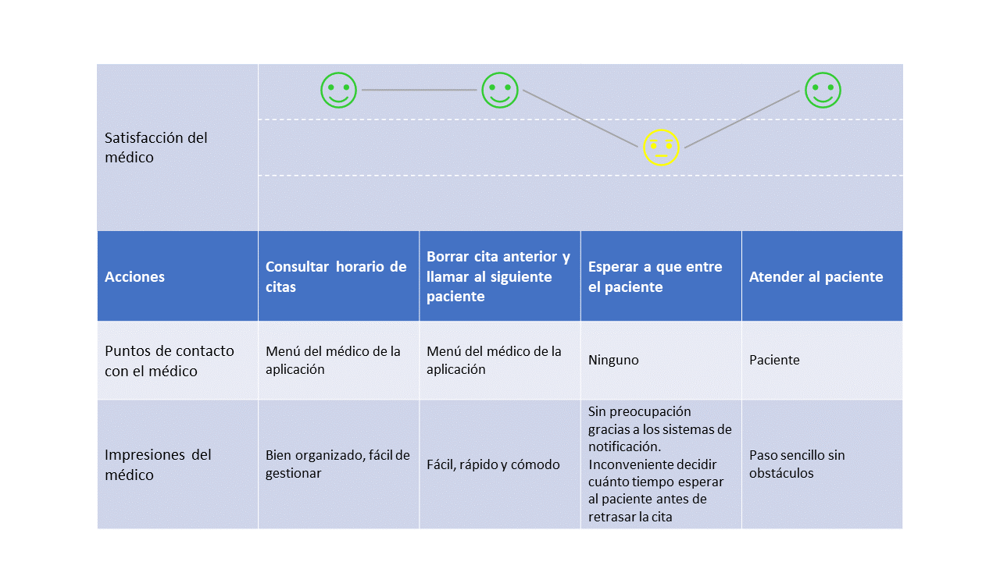 Satisfacción del
médico
Acciones
Consultar horario de
citas
Borrar cita anterior y
llamar al siguiente
paciente
Esperar a que entre
el paciente
Atender al paciente
Puntos de contacto
con el médico
Menú del médico de la
aplicación
Menú del médico de la
aplicación
Ninguno
Paciente
Impresiones del
médico
Bien organizado, fácil de
gestionar
Fácil, rápido y cómodo
Sin preocupación
gracias a los sistemas de
notificación.
Inconveniente decidir
cuánto tiempo esperar
al paciente antes de
retrasar la cita
Paso sencillo sin
obstáculos